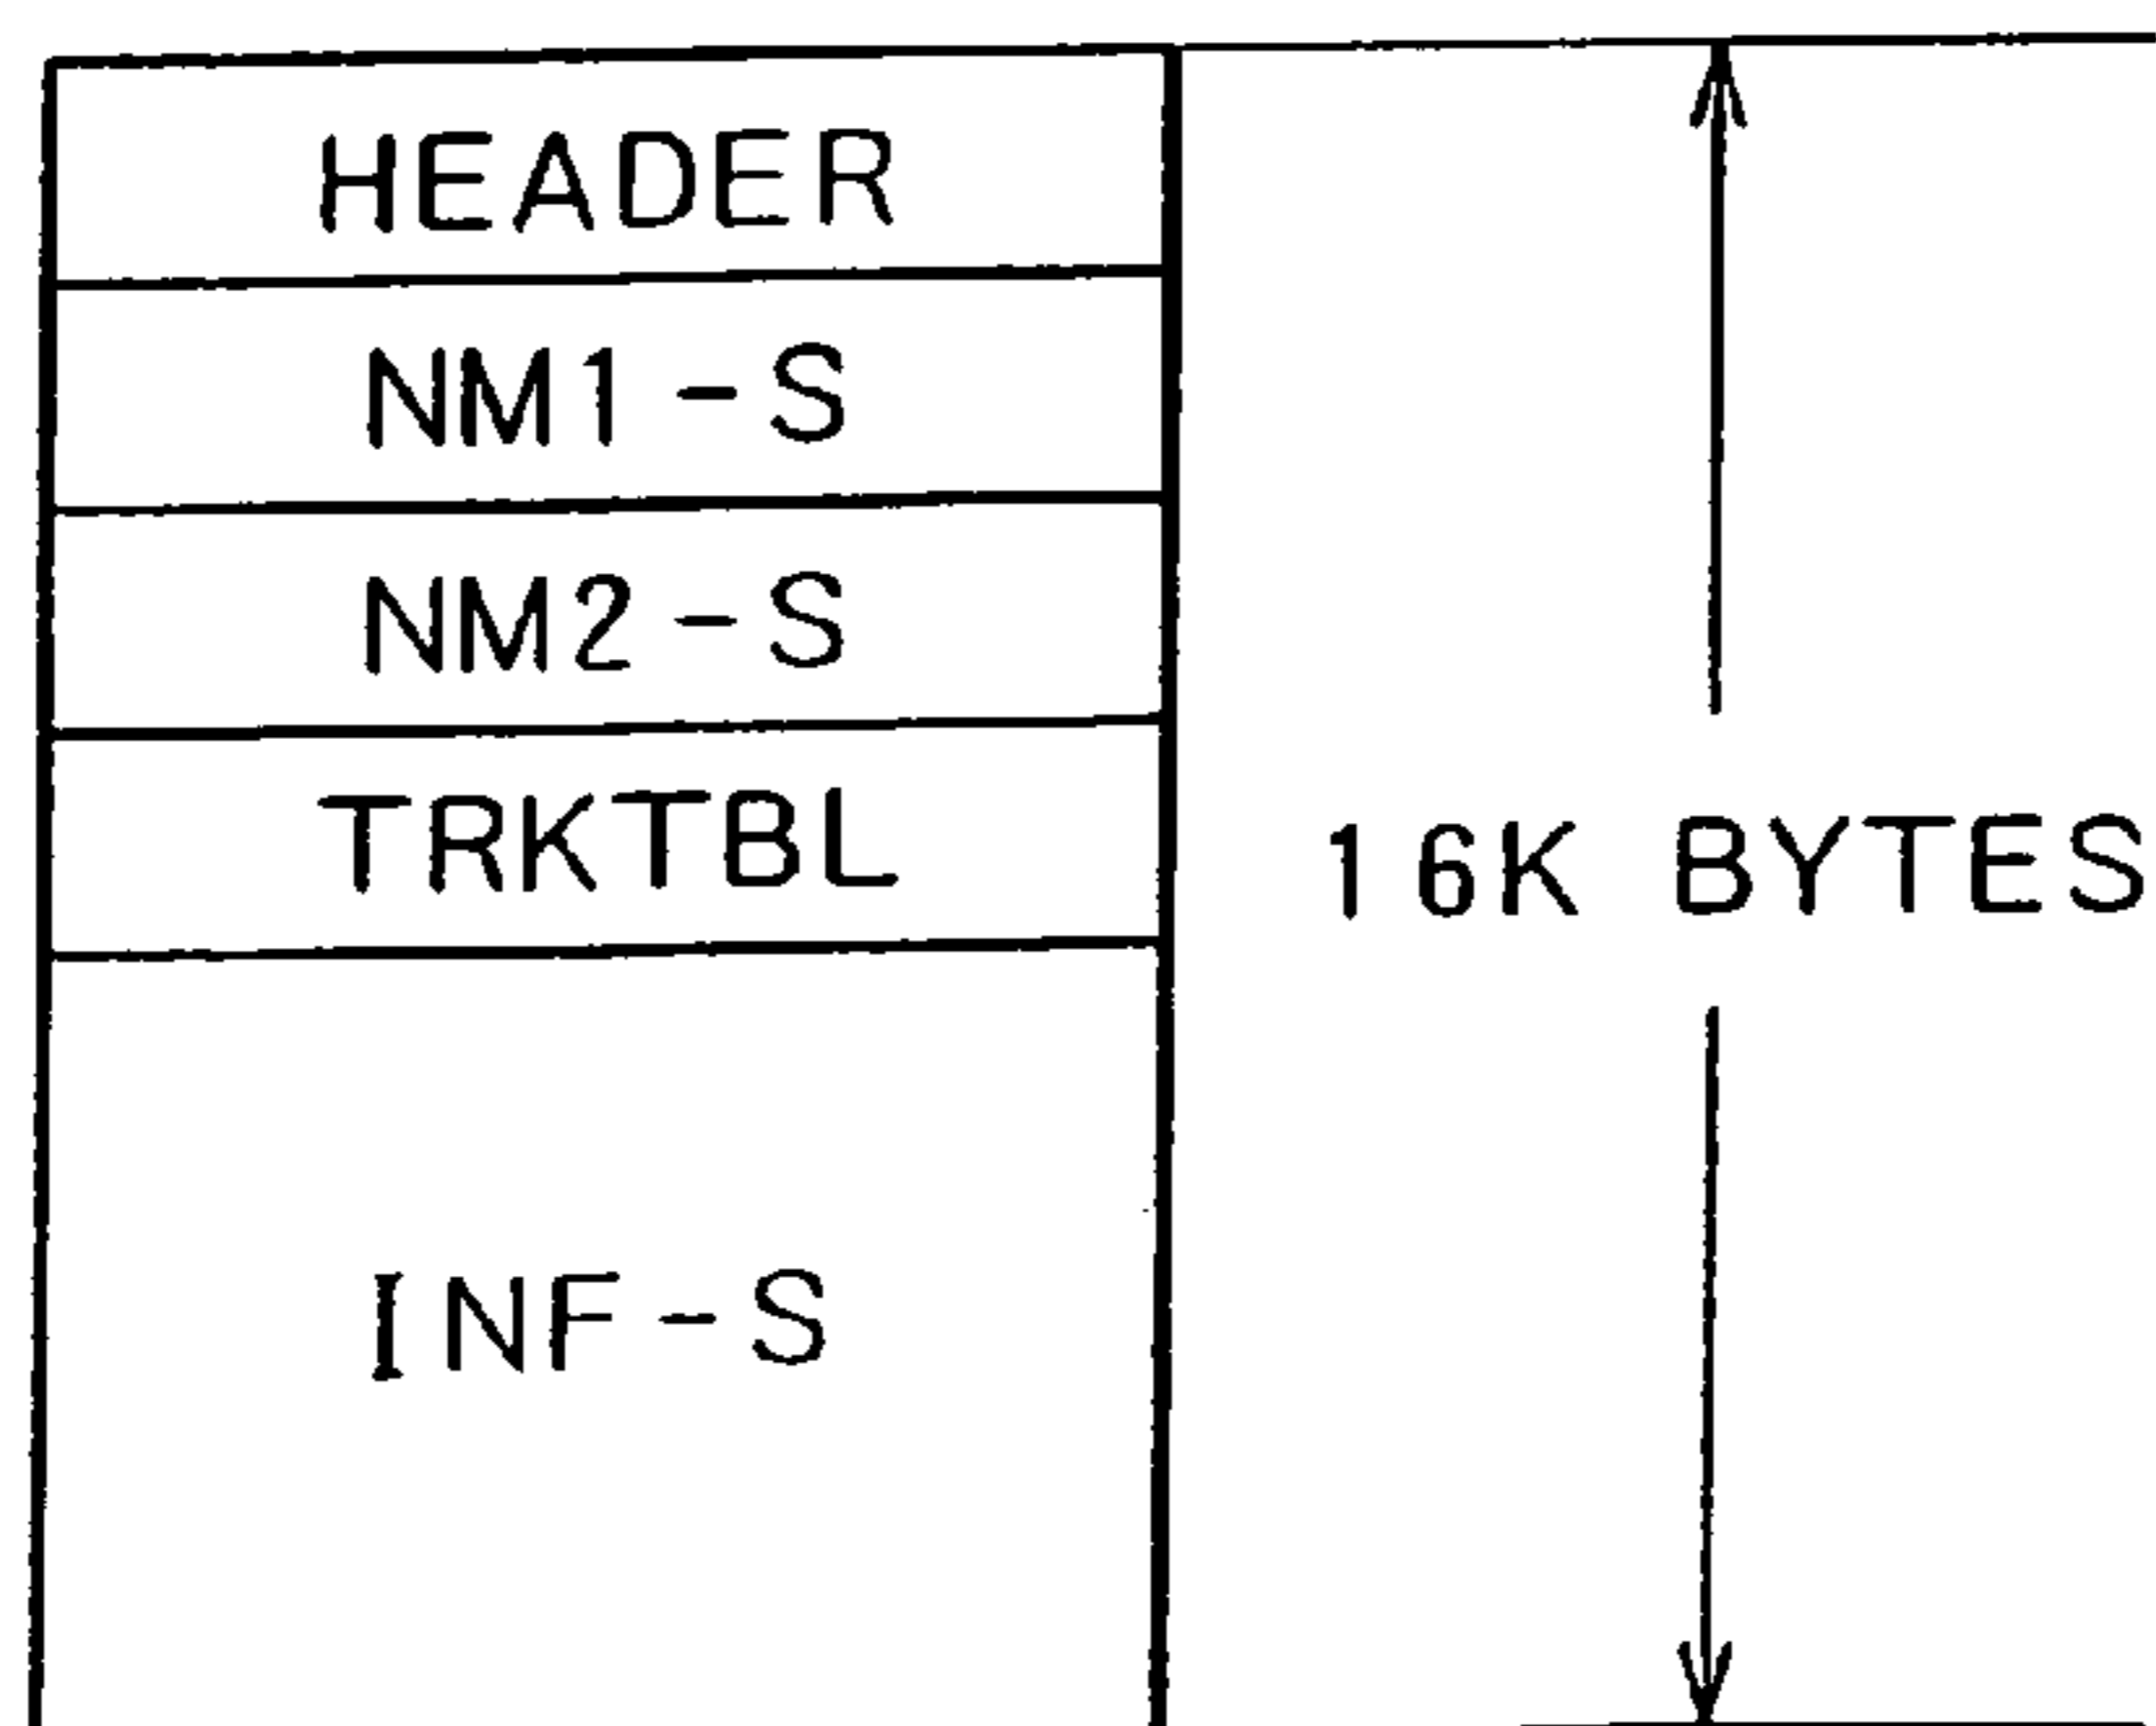 HEADER
NM1-S
NM2-S
TRKTBL
16K BYTES
INF-S